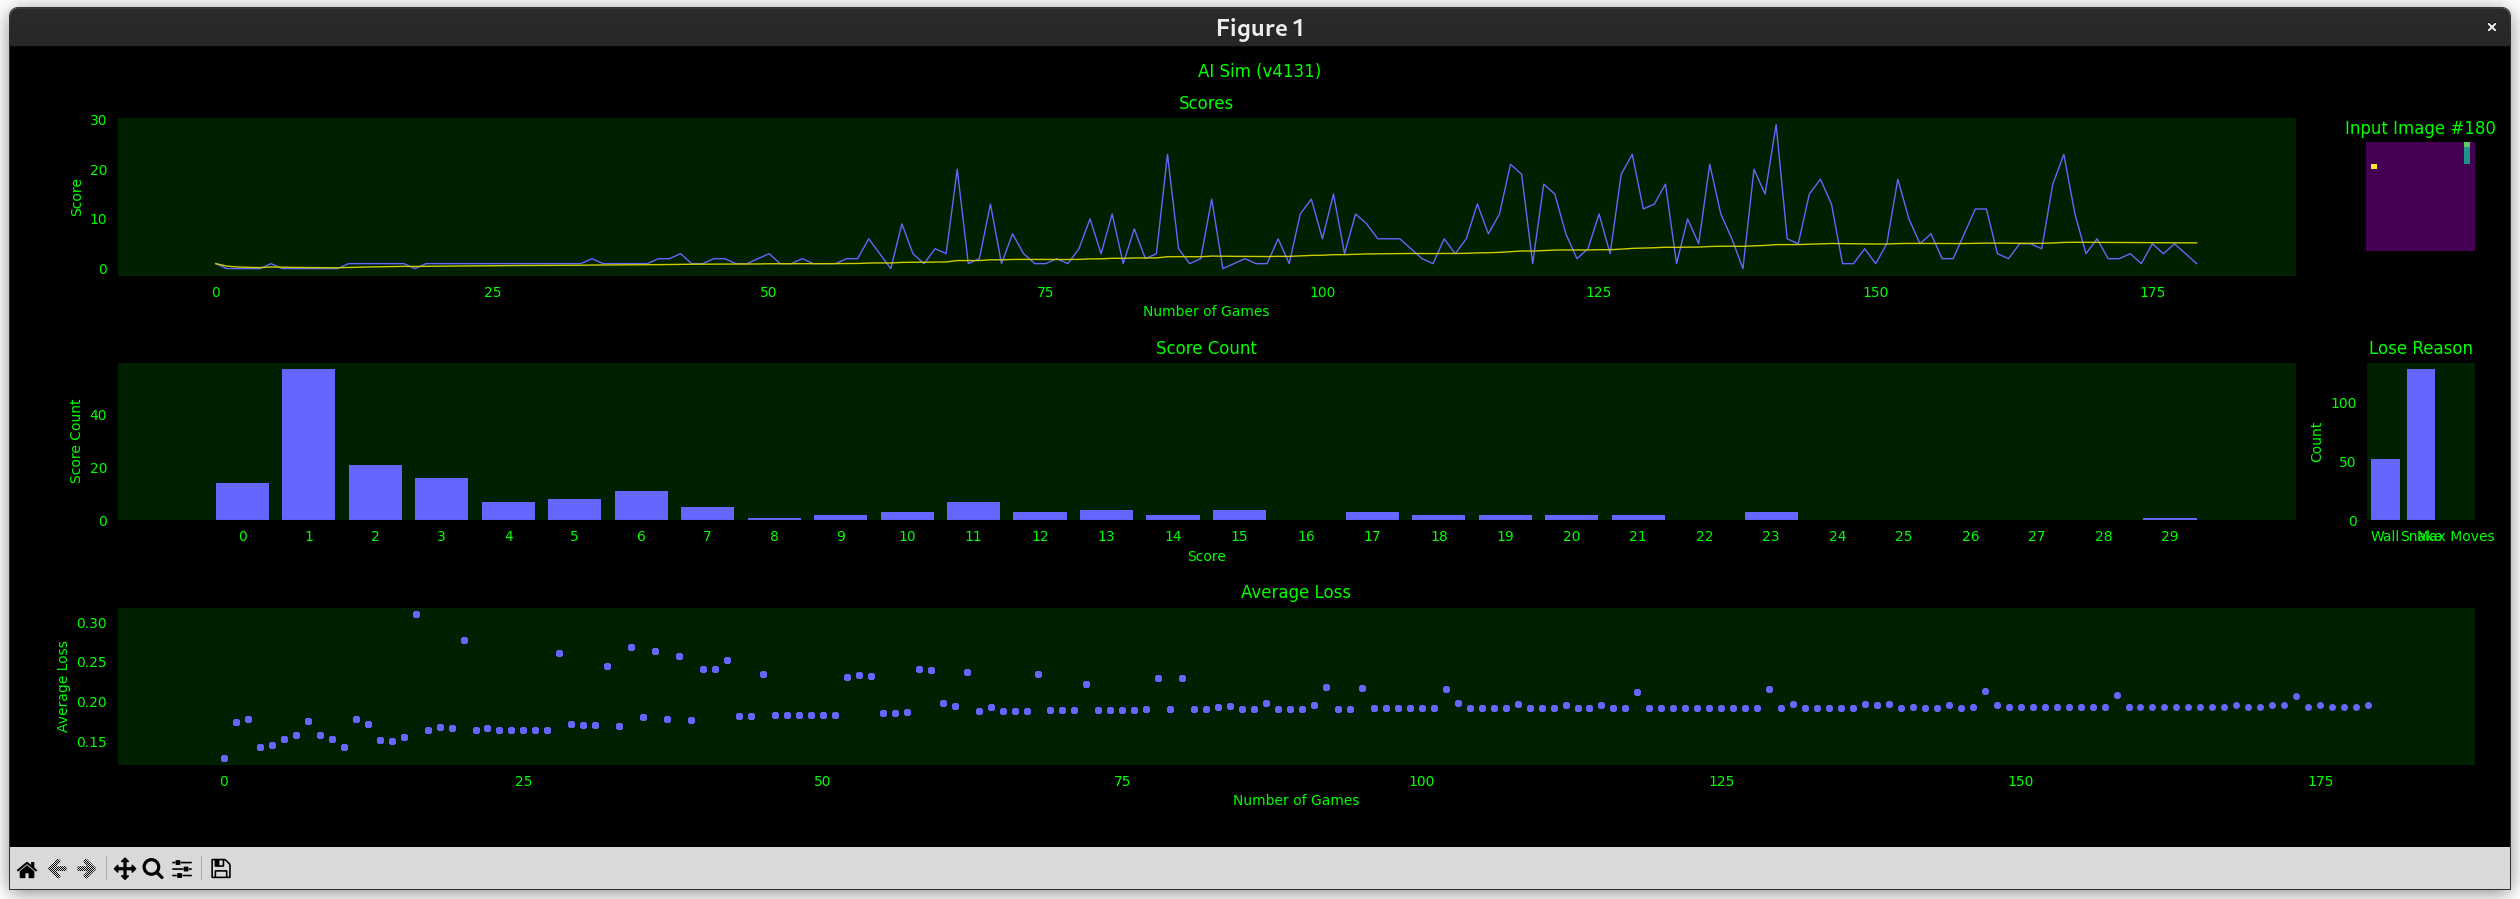 Figure 1
AI Sim (v4131)
Scores
30
20
10
0
Score
0 25 50 75 100 125 150 175
Number of Games
Input Image #180
Score Count
40
20
0
Score Count
0 1 2 3 4 5 6 7 8 9 10 11 12 13 14 15 16 17 18 19 20 21 22 23 24 25 26 27 28 29
Score
Lose Reason
100
50
0
Count
Wall Snake Max Moves
Average Loss
0.30
0.25
0.20
0.15
Average Loss
0 25 50 75 100 125 150 175
Number of Games